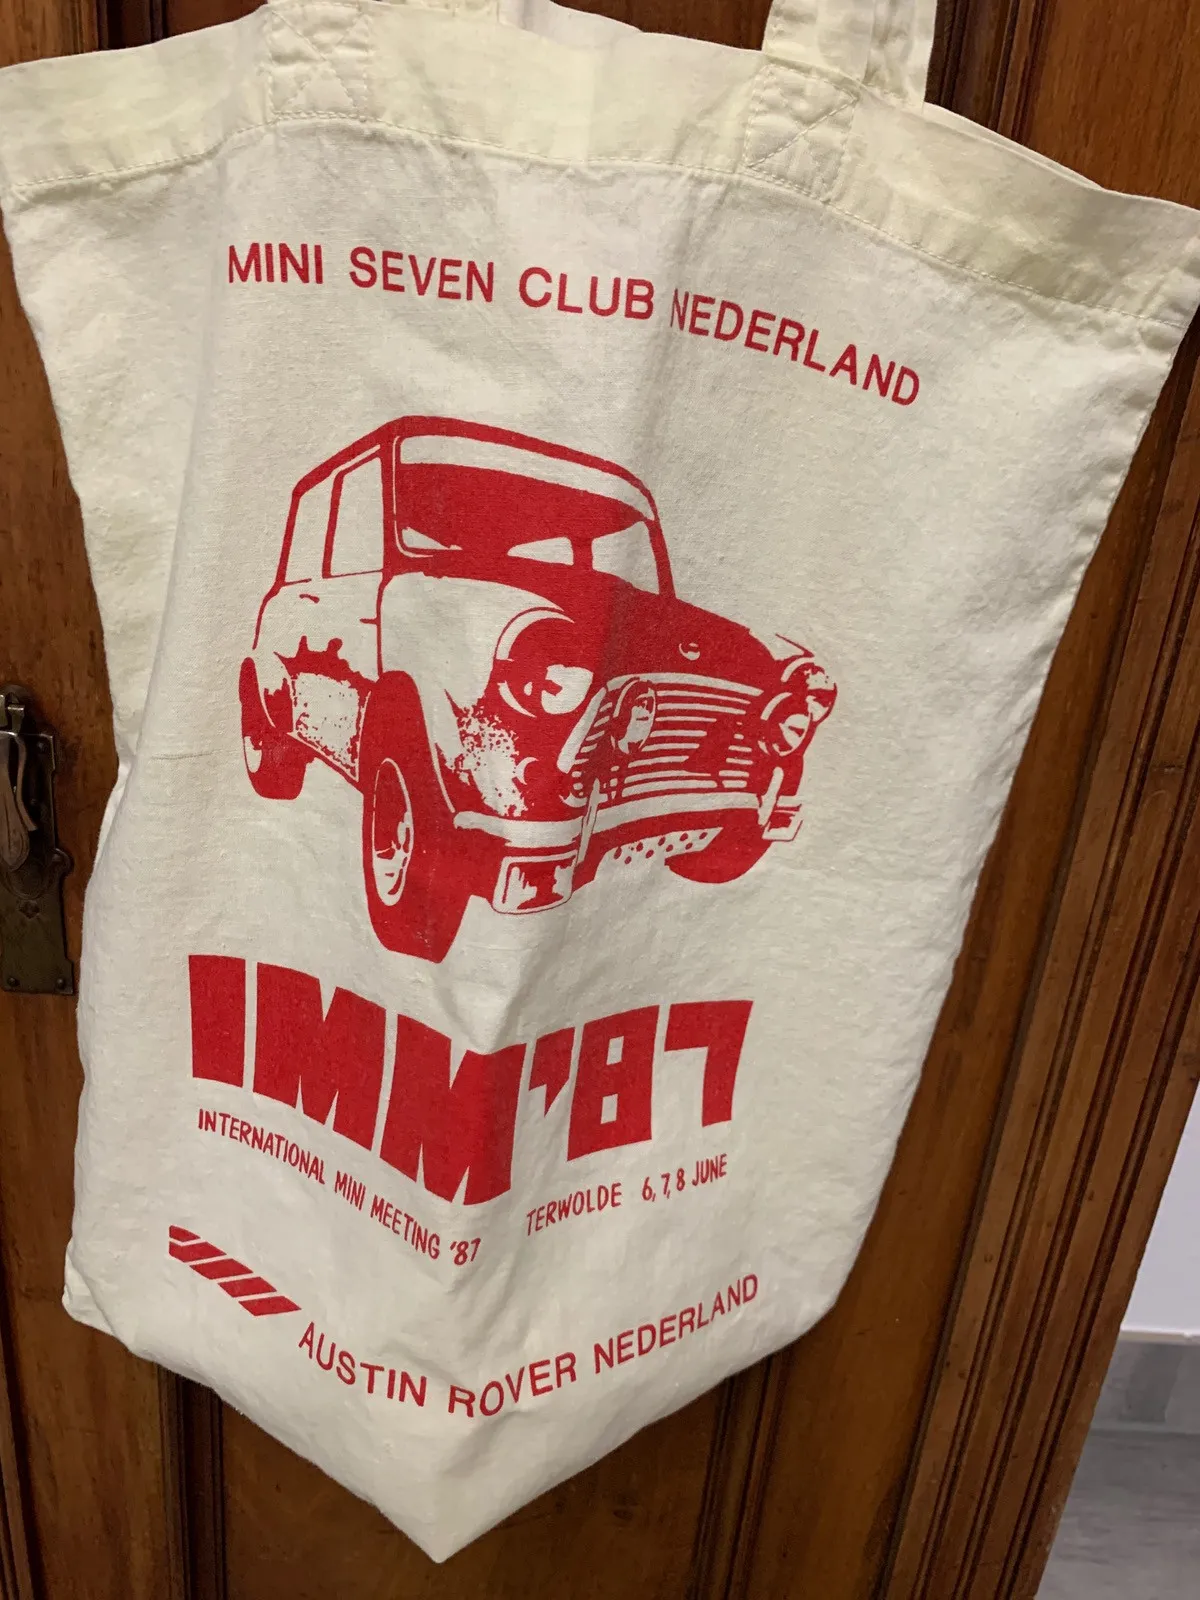 MINI SEVEN CLUB NEDERLAND
IMM'87
INTERNATIONAL MINI MEETING '87 TERWOLDE 6, 7, 8 JUNE
AUSTIN ROVER NEDERLAND